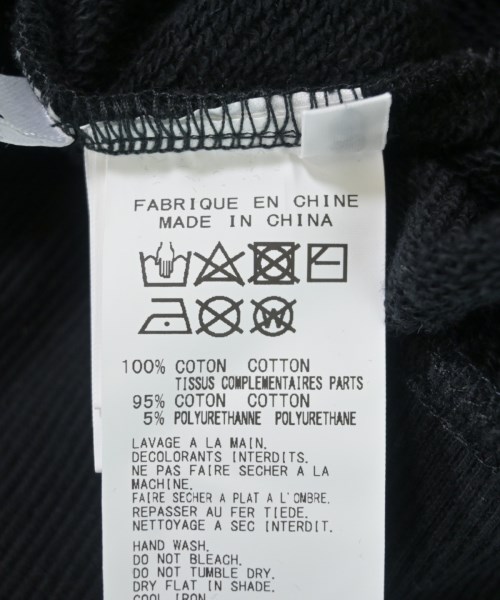 FABRIQUE EN CHINE
MADE IN CHINA
W
100% COTON COTTON
TISSUS COMPLEMENTAIRES PARTS
95% COTON COTTON
5% POLYURETHANNE POLYURETHANE
LAVAGE A LA MAIN.
DECOLORANTS INTERDITS.
NE PAS FAIRE SECHER A LA
MACHINE.
FAIRE SECHER A PLAT A L'OMBRE.
REPASSER AU FER TIEDE.
NETTOYAGE A SEC INTERDIT.
HAND WASH.
DO NOT BLEACH.
DO NOT TUMBLE DRY.
DRY FLAT IN SHADE.
COOL IRON.